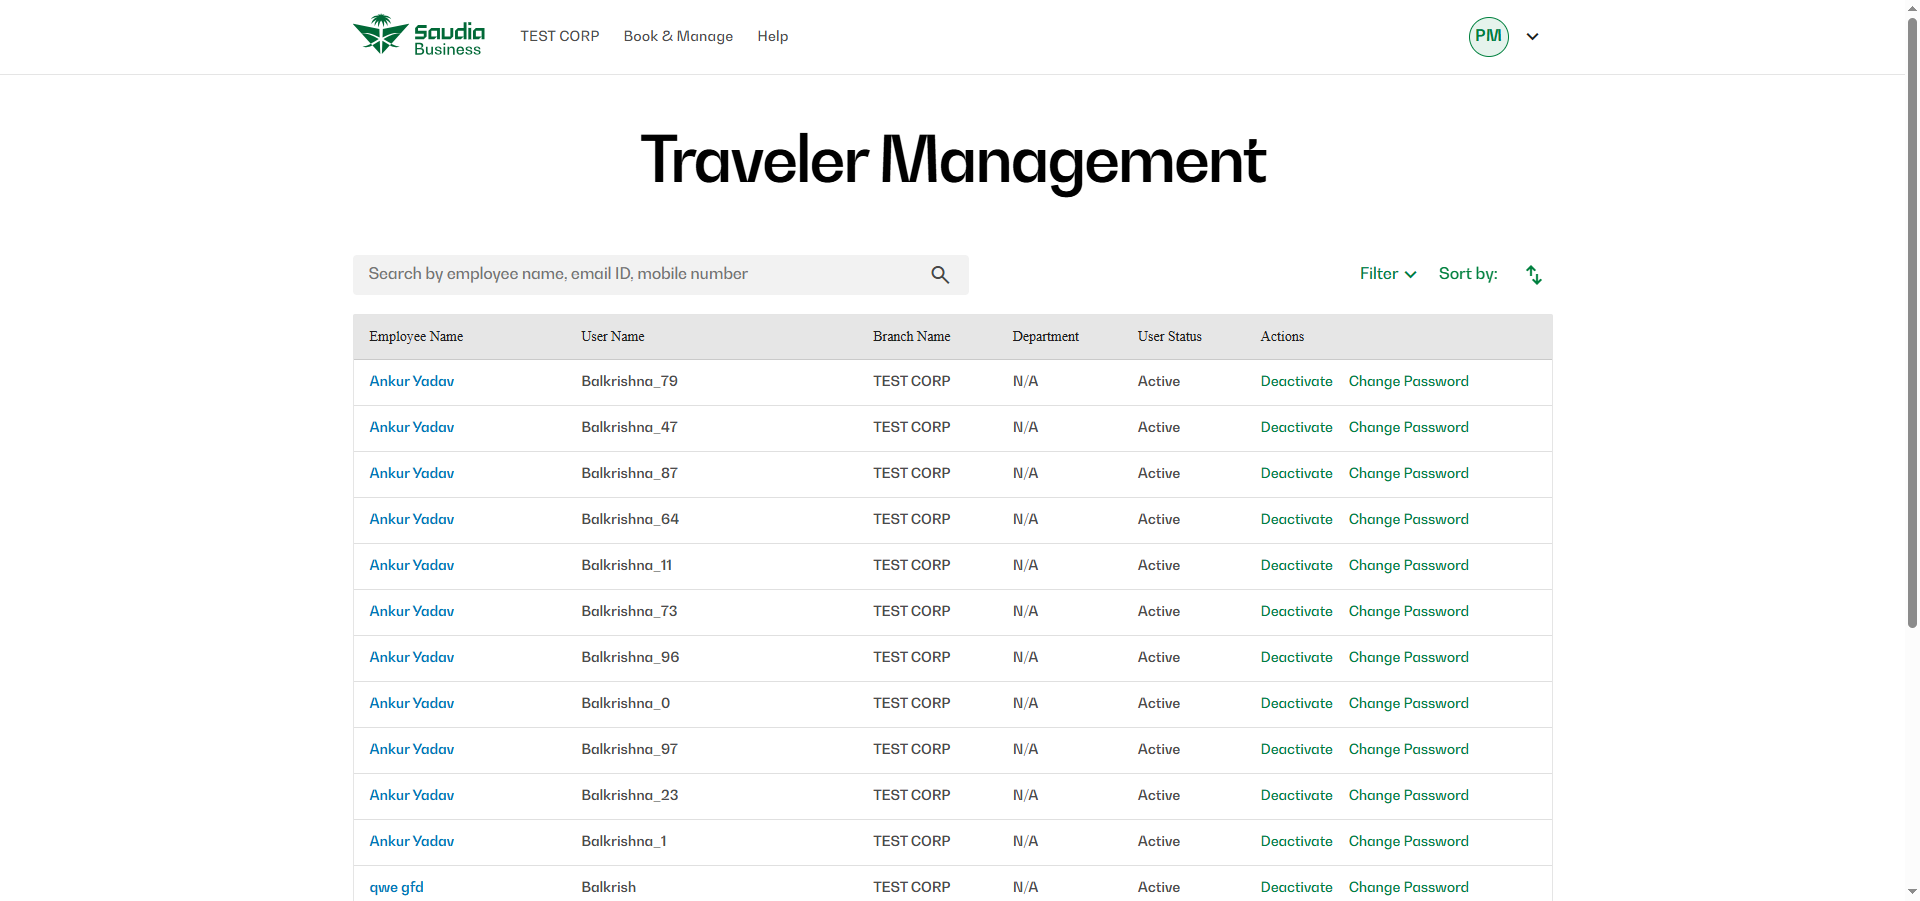 Saudia
Business
TEST CORP Book & Manage Help PM
Traveler Management
Search by employee name, email ID, mobile number Filter Sort by:
Employee Name User Name Branch Name Department User Status Actions
Ankur Yadav Balkrishna_79 TEST CORP N/A Active Deactivate Change Password
Ankur Yadav Balkrishna_47 TEST CORP N/A Active Deactivate Change Password
Ankur Yadav Balkrishna_87 TEST CORP N/A Active Deactivate Change Password
Ankur Yadav Balkrishna_64 TEST CORP N/A Active Deactivate Change Password
Ankur Yadav Balkrishna_11 TEST CORP N/A Active Deactivate Change Password
Ankur Yadav Balkrishna_73 TEST CORP N/A Active Deactivate Change Password
Ankur Yadav Balkrishna_96 TEST CORP N/A Active Deactivate Change Password
Ankur Yadav Balkrishna_0 TEST CORP N/A Active Deactivate Change Password
Ankur Yadav Balkrishna_97 TEST CORP N/A Active Deactivate Change Password
Ankur Yadav Balkrishna_23 TEST CORP N/A Active Deactivate Change Password
Ankur Yadav Balkrishna_1 TEST CORP N/A Active Deactivate Change Password
qwe gfd Balkrish TEST CORP N/A Active Deactivate Change Password